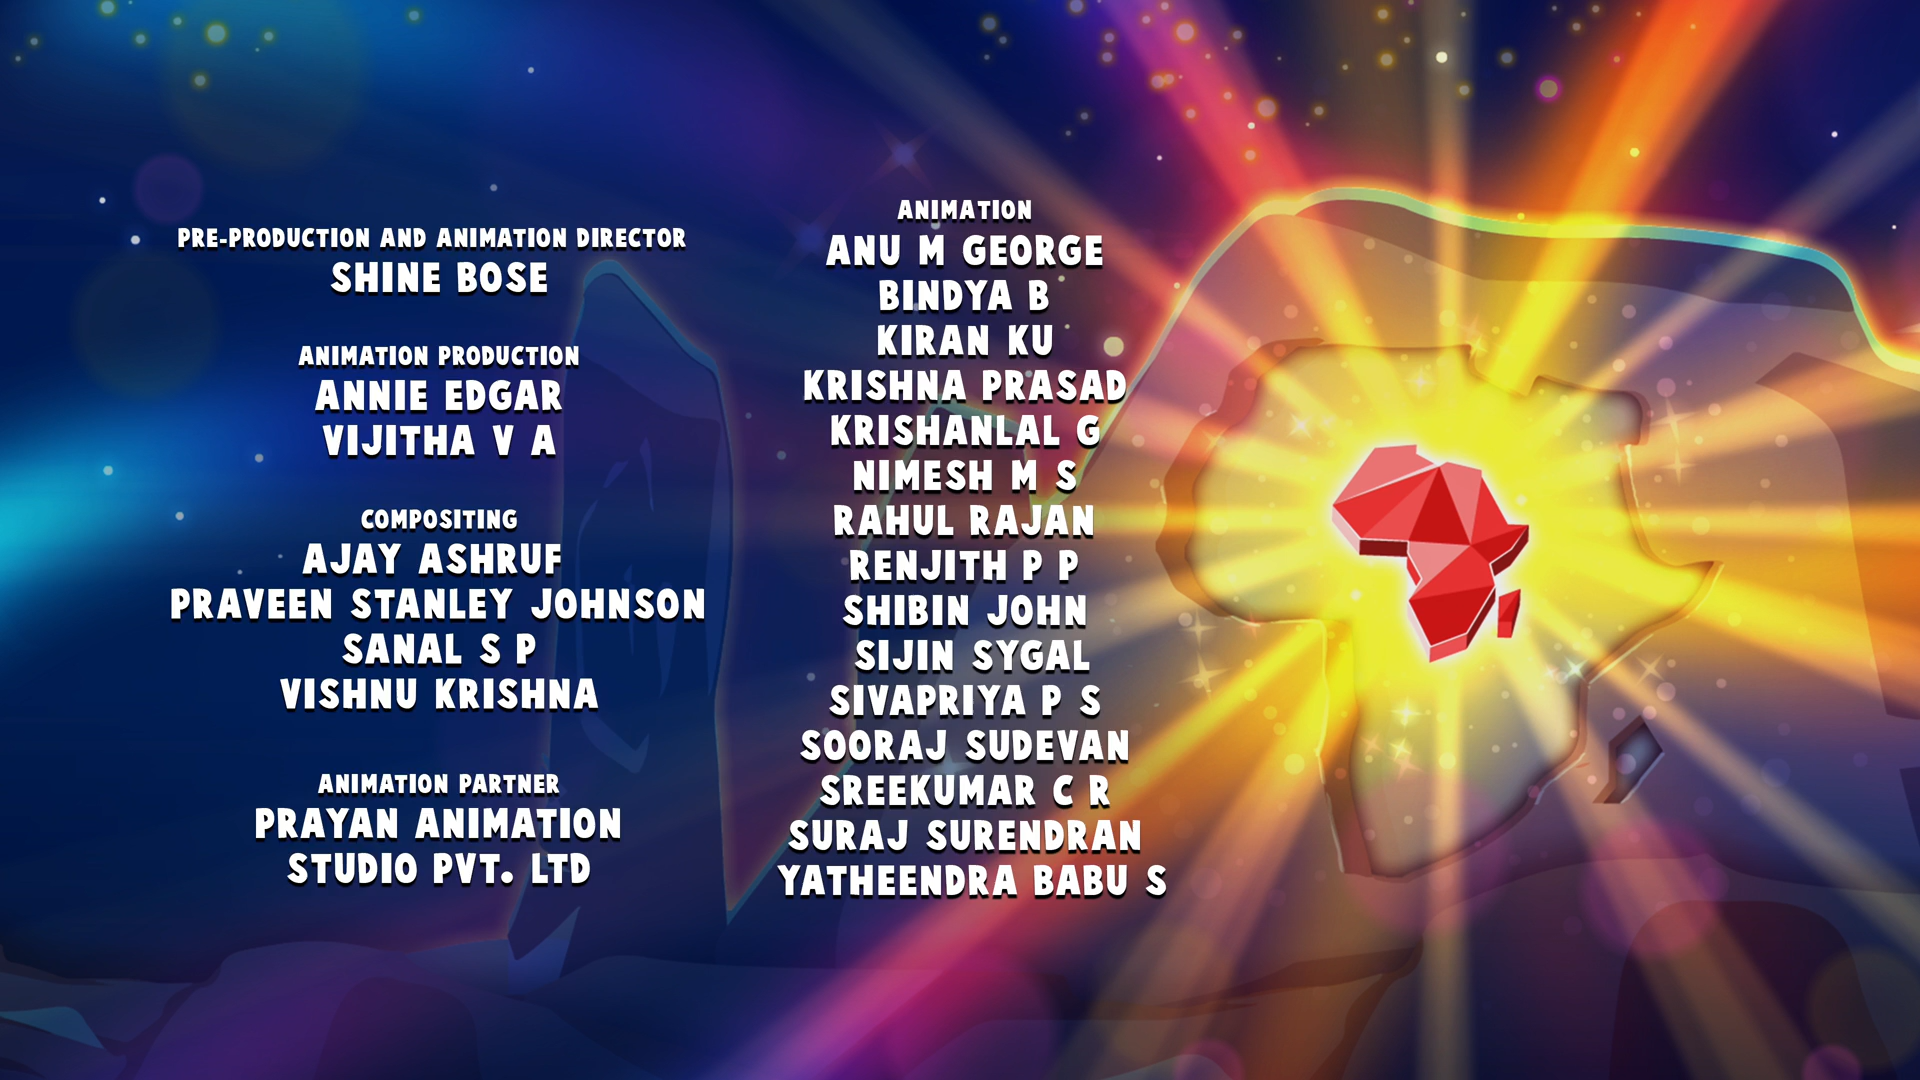 PRE-PRODUCTION AND ANIMATION DIRECTOR
SHINE BOSE
ANIMATION PRODUCTION
ANNIE EDGAR
VIJITHA V A
COMPOSITING
AJAY ASHRUF
PRAVEEN STANLEY JOHNSON
SANAL S P
VISHNU KRISHNA
ANIMATION PARTNER
PRAYAN ANIMATION
STUDIO PVT. LTD
ANIMATION
ANU M GEORGE
BINDYA B
KIRAN KU
KRISHNA PRASAD
KRISHANLAL G
NIMESH M S
RAHUL RAJAN
RENJITH P P
SHIBIN JOHN
SIJIN SYGAL
SIVAPRIYA P S
SOORAJ SUDEVAN
SREEKUMAR C R
SURAJ SURENDRAN
YATHEENDRA BABU S